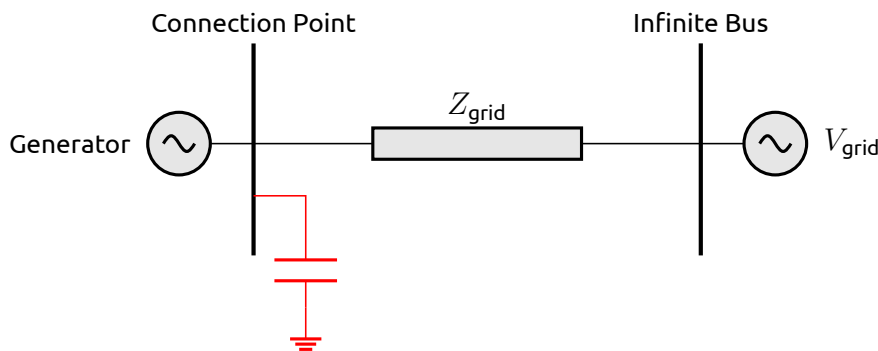 Connection Point
Infinite Bus
Z_grid
Generator
V_grid